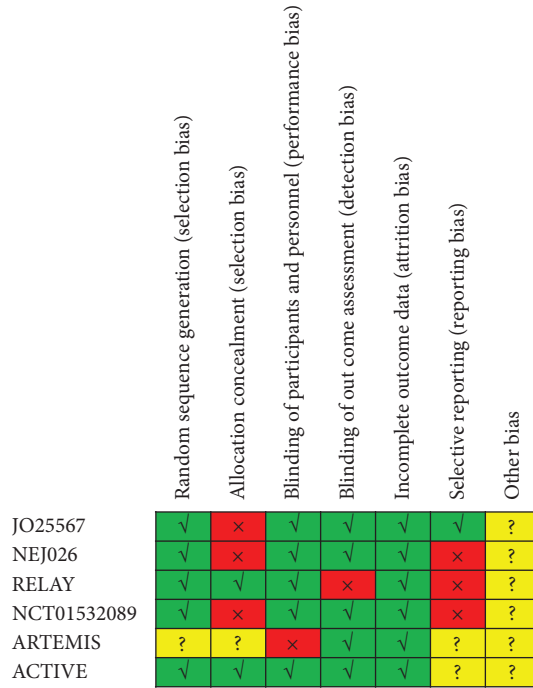 Random sequence generation (selection bias)
Allocation concealment (selection bias)
Blinding of participants and personnel (performance bias)
Blinding of out come assessment (detection bias)
Incomplete outcome data (attrition bias)
Selective reporting (reporting bias)
Other bias
JO25567 √ × √ √ √ √ ?
NEJ026 √ × √ √ √ × ?
RELAY √ √ √ × √ × ?
NCT01532089 √ × √ √ √ × ?
ARTEMIS ? ? × √ √ ? ?
ACTIVE √ √ √ √ √ ? ?